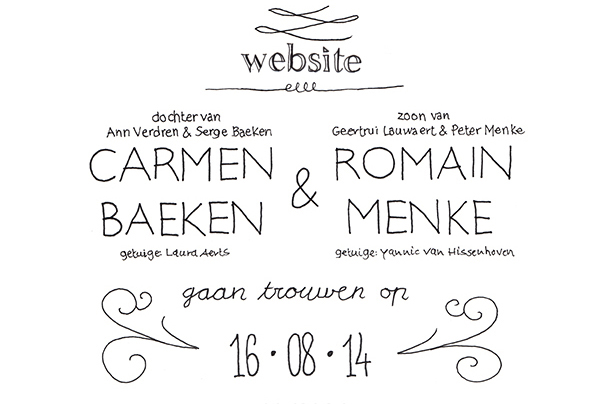 website
dochter van
Ann Verdren & Serge Baeken
CARMEN
BAEKEN
getuige: Laura Aerts
&
zoon van
Geertrui Lauwaert & Peter Menke
ROMAIN
MENKE
getuige: Yannic van Hissenhoven
gaan trouwen op
16 · 08 · 14